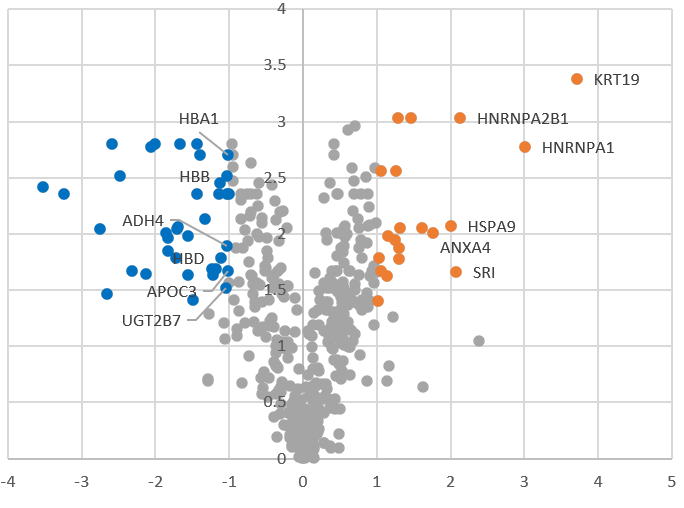 4
3.5
KRT19
3
HBA1
HNRNPA2B1
HNRNPA1
2.5
HBB
ADH4
HSPA9
2
ANXA4
HBD
SRI
APOC3
1.5
UGT2B7
1
0.5
0
-4 -3 -2 -1 0 1 2 3 4 5